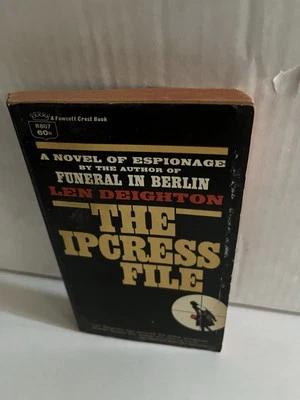 A Fawcett Crest Book
R807
60¢
A NOVEL OF ESPIONAGE
BY THE AUTHOR OF
FUNERAL IN BERLIN
LEN DEIGHTON
THE
IPCRESS
FILE